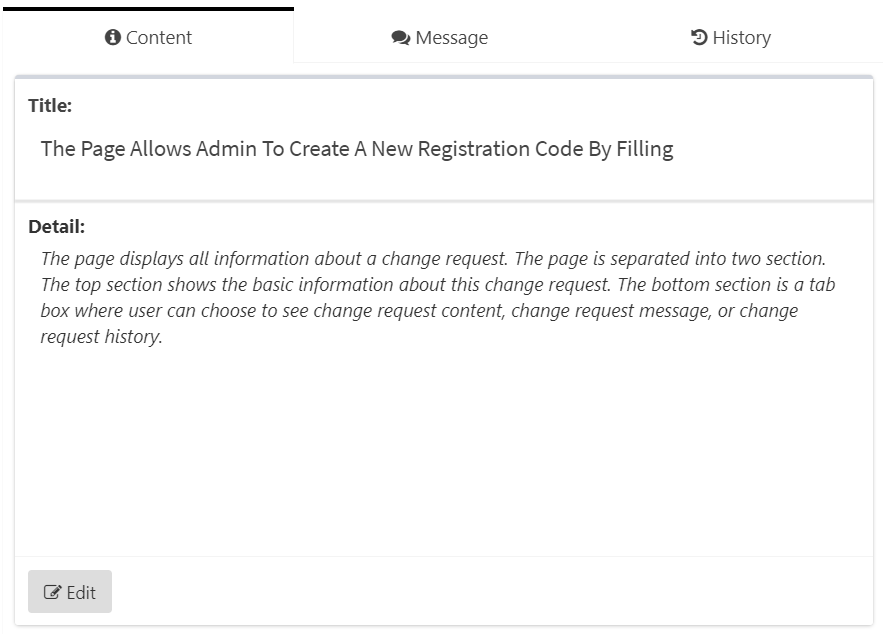 Content Message History
Title:
The Page Allows Admin To Create A New Registration Code By Filling
Detail:
The page displays all information about a change request. The page is separated into two section.
The top section shows the basic information about this change request. The bottom section is a tab
box where user can choose to see change request content, change request message, or change
request history.
Edit